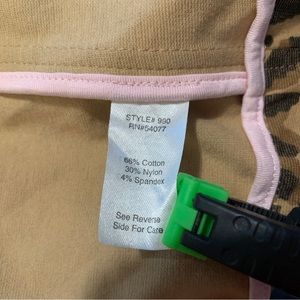 STYLE# 990
RN#54077
66% Cotton
30% Nylon
4% Spandex
See Reverse
Side For Care